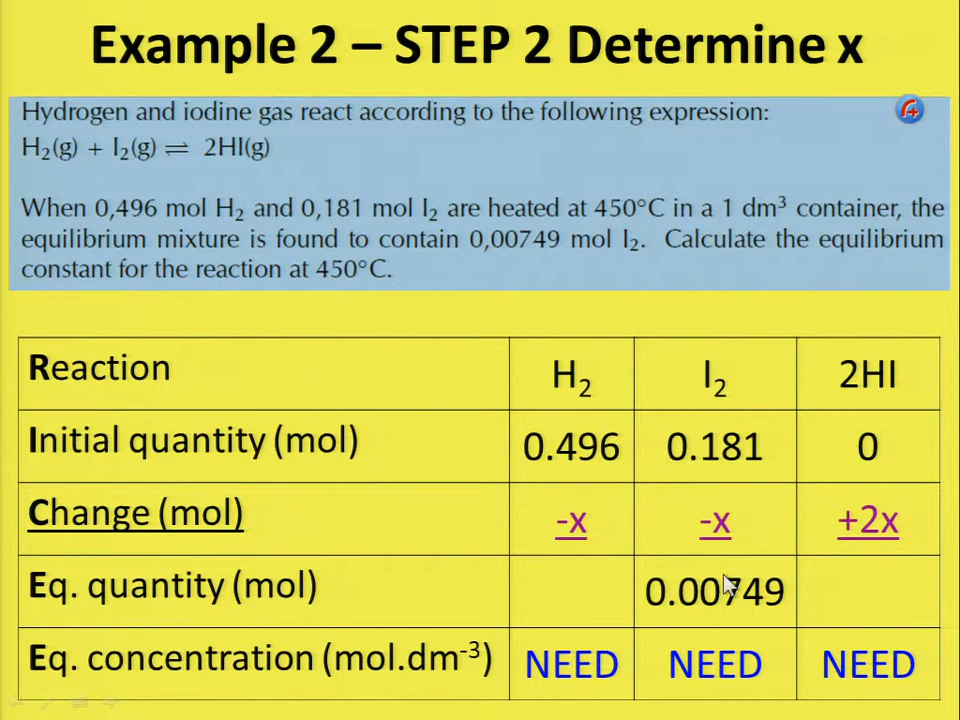 Example 2 – STEP 2 Determine x
Hydrogen and iodine gas react according to the following expression:
H₂(g) + I₂(g) ⇌ 2HI(g)
When 0,496 mol H₂ and 0,181 mol I₂ are heated at 450°C in a 1 dm³ container, the
equilibrium mixture is found to contain 0,00749 mol I₂. Calculate the equilibrium
constant for the reaction at 450°C.
Reaction H₂ I₂ 2HI
Initial quantity (mol) 0.496 0.181 0
Change (mol) -x -x +2x
Eq. quantity (mol) 0.00749
Eq. concentration (mol.dm⁻³) NEED NEED NEED